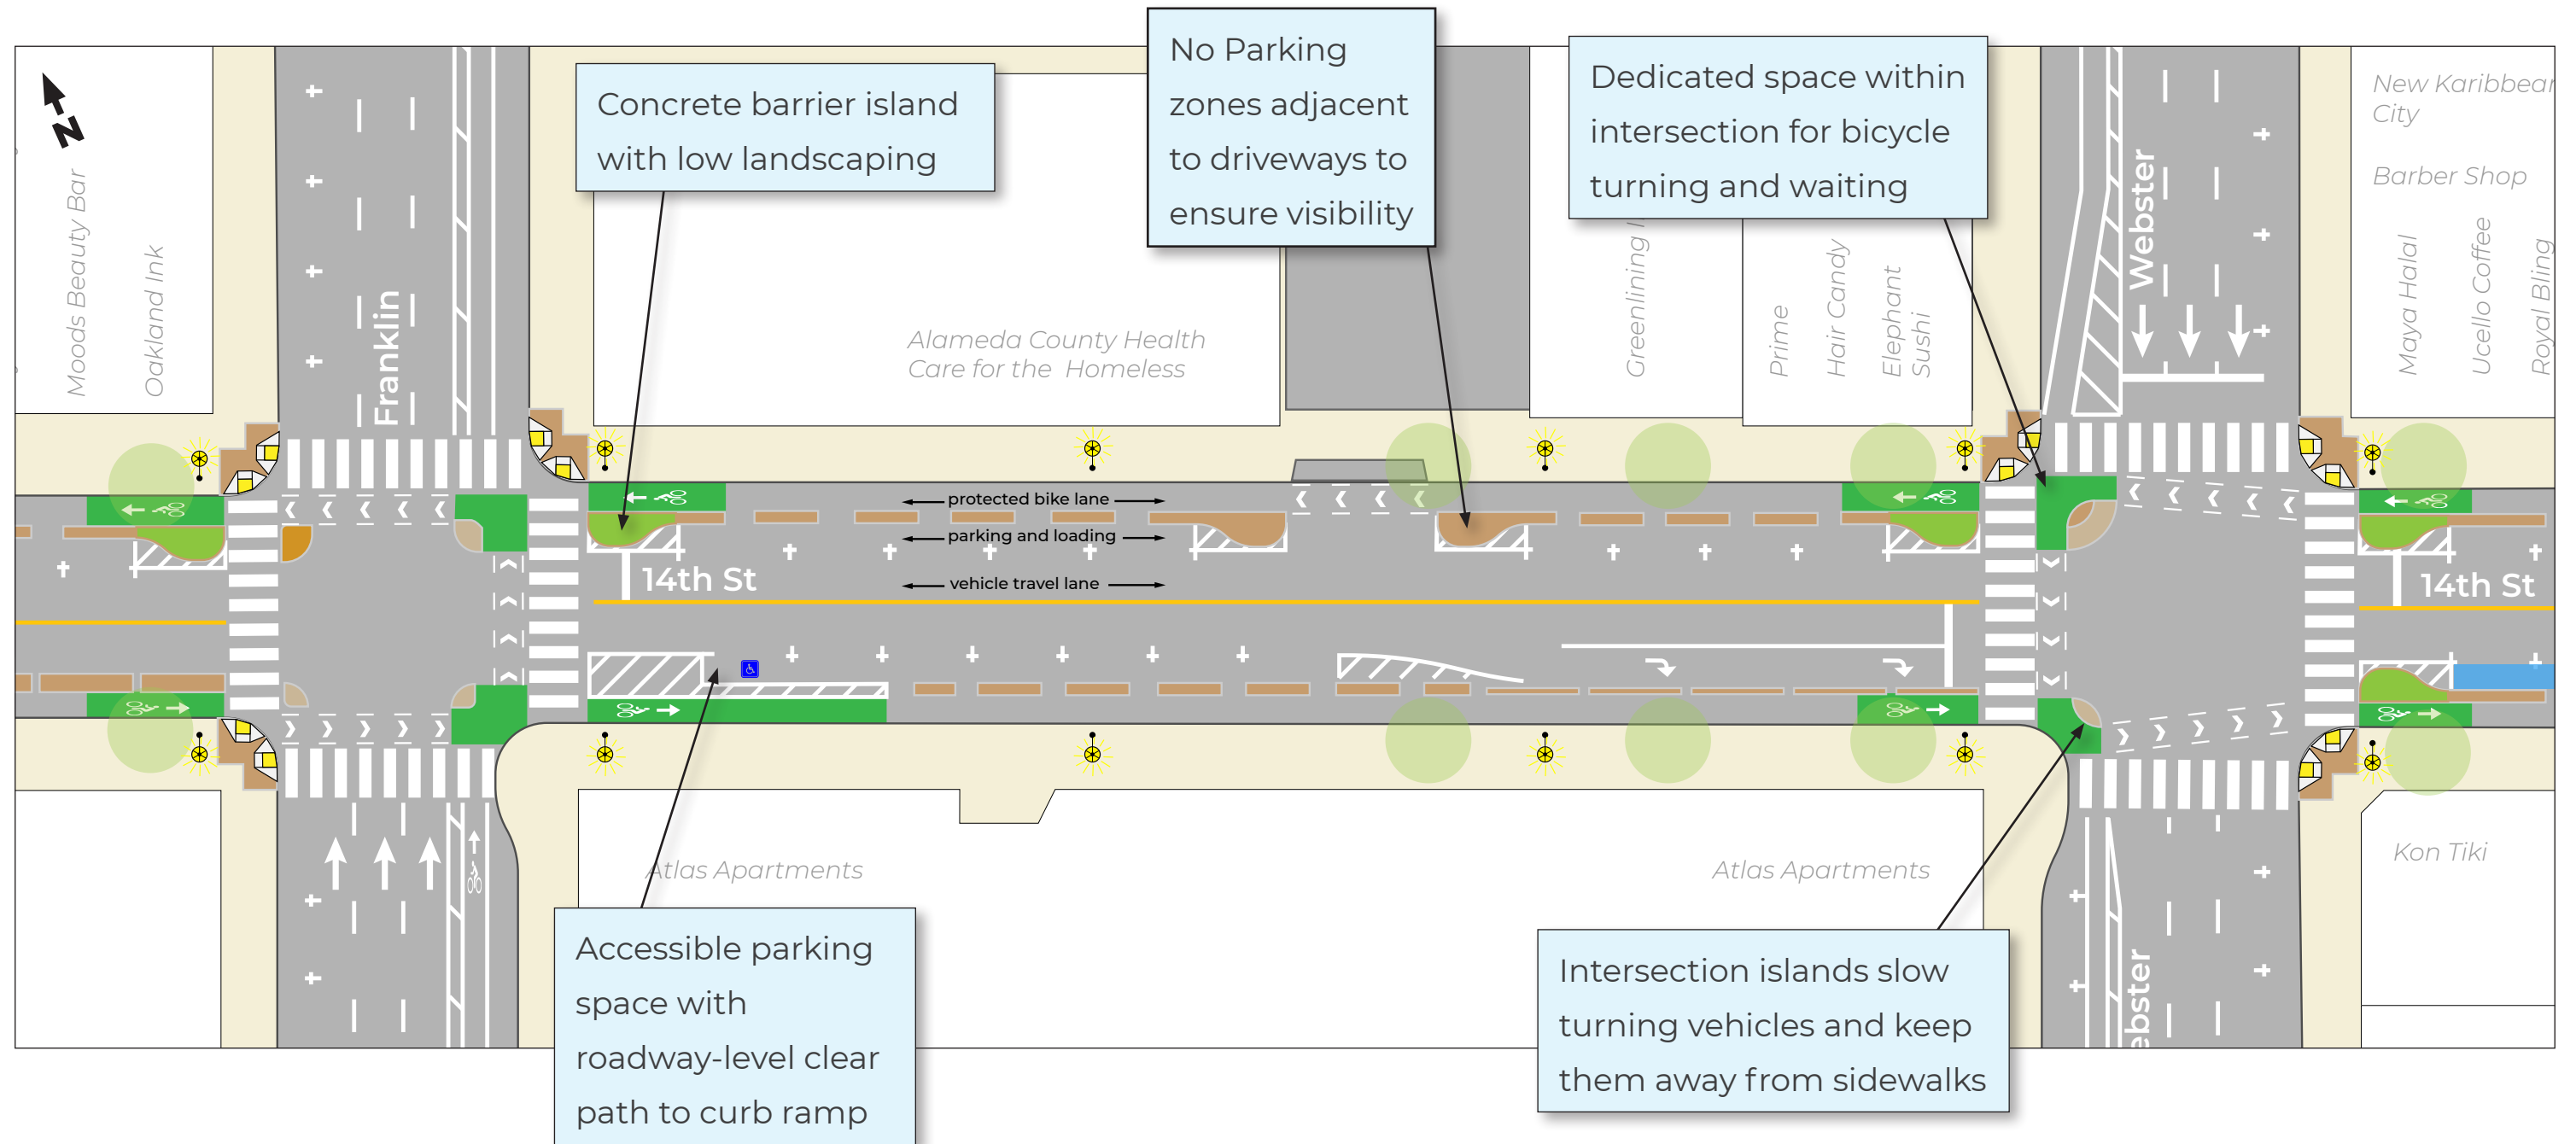 N
Moods Beauty Bar
Oakland Ink
Franklin
Concrete barrier island
with low landscaping
Alameda County Health
Care for the Homeless
No Parking
zones adjacent
to driveways to
ensure visibility
Greenlining
Prime
Hair Candy
Elephant
Sushi
Dedicated space within
intersection for bicycle
turning and waiting
Webster
New Karibbean
City
Barber Shop
Maya Halal
Ucello Coffee
Royal Bling
protected bike lane
parking and loading
vehicle travel lane
14th St
14th St
Atlas Apartments
Atlas Apartments
Kon Tiki
Accessible parking
space with
roadway-level clear
path to curb ramp
Intersection islands slow
turning vehicles and keep
them away from sidewalks
ebster